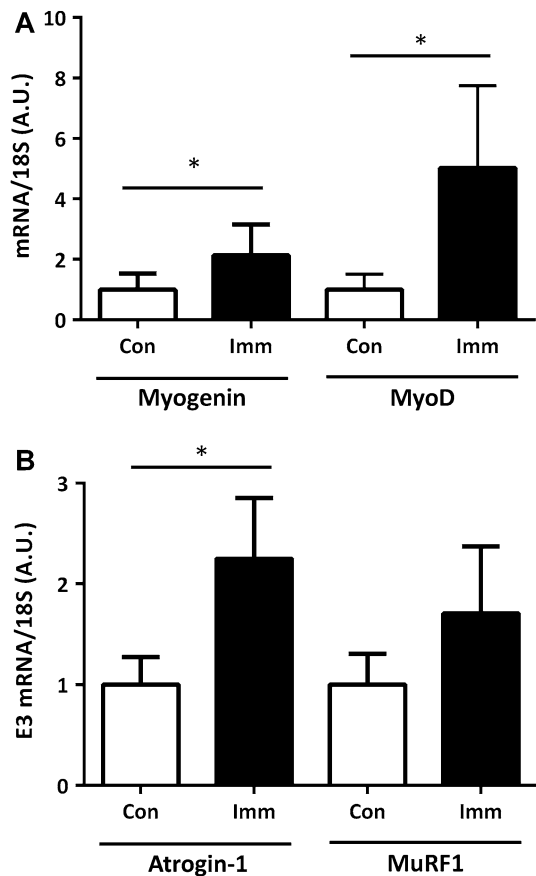 A
10
8
6
4
2
0
mRNA/18S (A.U.)
*
*
Con Imm Con Imm
Myogenin MyoD
B
3
2
1
0
E3 mRNA/18S (A.U.)
*
Con Imm Con Imm
Atrogin-1 MuRF1